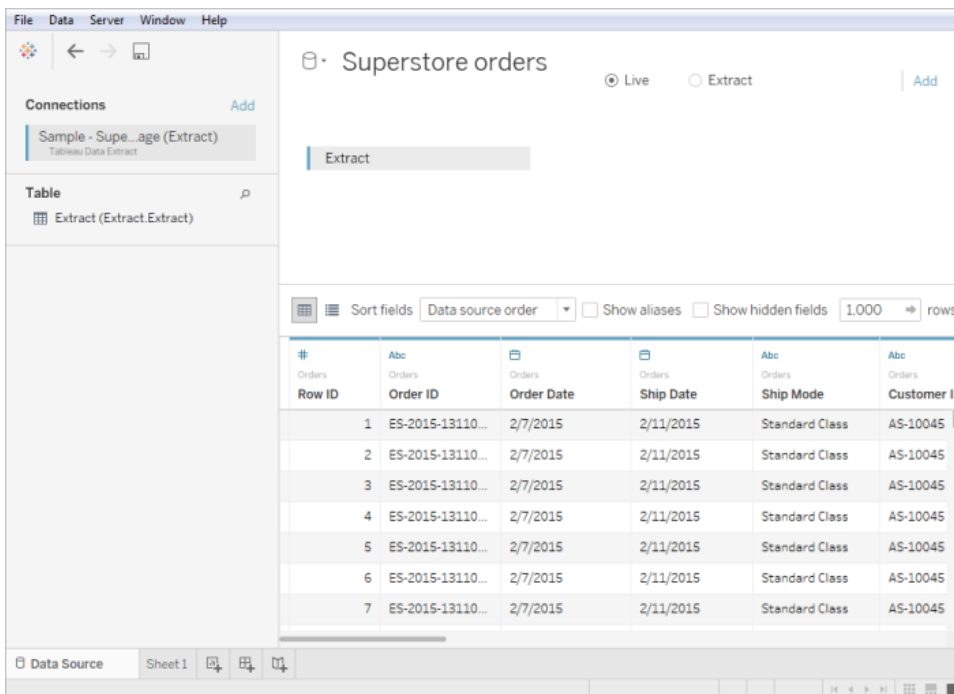 File Data Server Window Help
Superstore orders
Live Extract Add
Connections Add
Sample - Supe...age (Extract)
Tableau Data Extract
Extract
Table
Extract (Extract.Extract)
Sort fields Data source order Show aliases Show hidden fields 1,000 rows
# Abc Abc Abc
Orders Orders Orders Orders Orders Orders
Row ID Order ID Order Date Ship Date Ship Mode Customer I
1 ES-2015-13110... 2/7/2015 2/11/2015 Standard Class AS-10045
2 ES-2015-13110... 2/7/2015 2/11/2015 Standard Class AS-10045
3 ES-2015-13110... 2/7/2015 2/11/2015 Standard Class AS-10045
4 ES-2015-13110... 2/7/2015 2/11/2015 Standard Class AS-10045
5 ES-2015-13110... 2/7/2015 2/11/2015 Standard Class AS-10045
6 ES-2015-13110... 2/7/2015 2/11/2015 Standard Class AS-10045
7 ES-2015-13110... 2/7/2015 2/11/2015 Standard Class AS-10045
Data Source Sheet 1